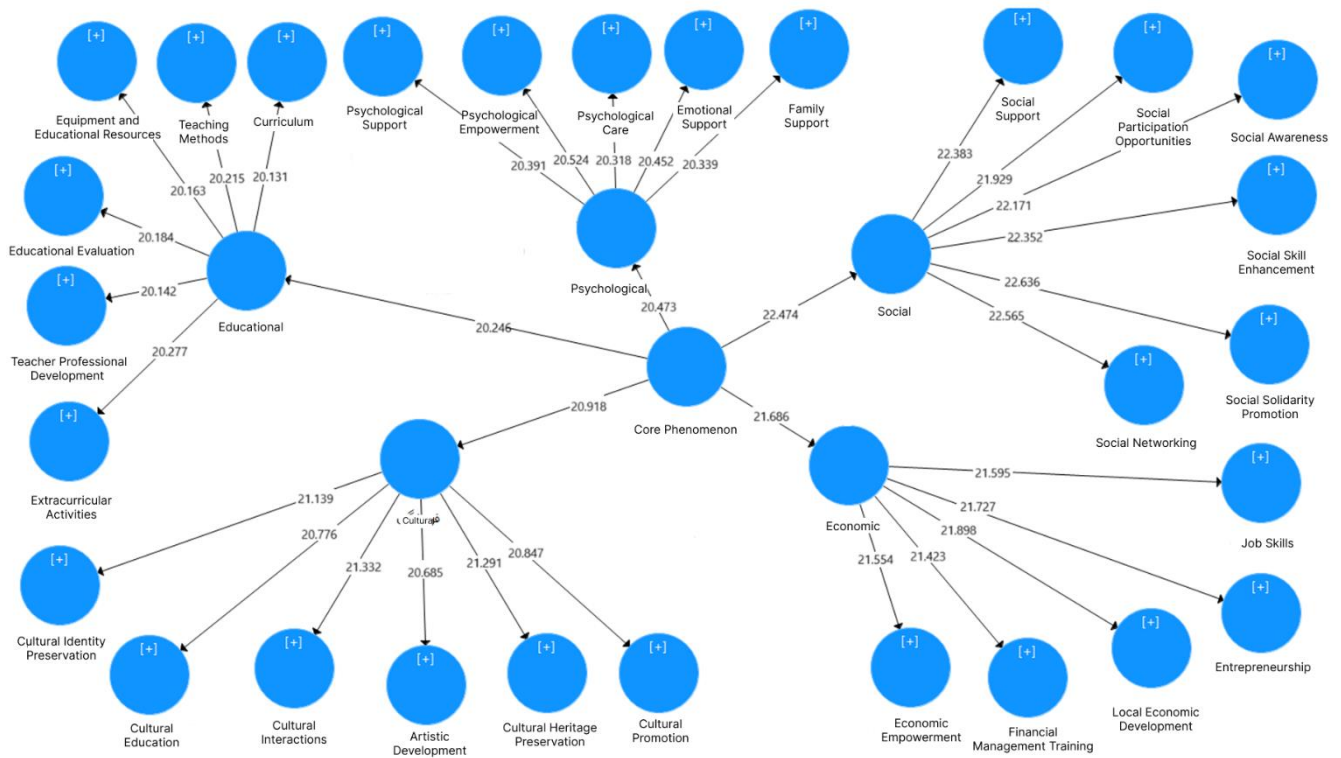 [+]
[+]
[+]
[+]
[+]
[+]
[+]
[+]
[+]
[+]
[+]
Equipment and
Educational Resources
Teaching
Methods
Curriculum
Psychological
Support
Psychological
Empowerment
Psychological
Care
Emotional
Support
Family
Support
Social
Support
Social
Participation
Opportunities
Social Awareness
20.163
20.215
20.131
20.391
20.524
20.318
20.452
20.339
22.383
21.929
22.171
[+]
Educational Evaluation
20.184
[+]
Teacher Professional
Development
20.142
20.277
Educational
Psychological
20.473
Social
22.352
[+]
Social Skill
Enhancement
22.636
22.565
20.246
22.474
[+]
Social Solidarity
Promotion
[+]
Social Networking
[+]
Extracurricular
Activities
20.918
Core Phenomenon
21.686
Cultural
Economic
21.595
[+]
Job Skills
21.727
21.898
21.423
21.554
21.139
20.776
21.332
20.685
21.291
20.847
[+]
Cultural Identity
Preservation
[+]
Cultural
Education
[+]
Cultural
Interactions
[+]
Artistic
Development
[+]
Cultural Heritage
Preservation
[+]
Cultural
Promotion
[+]
Economic
Empowerment
[+]
Financial
Management Training
[+]
Local Economic
Development
[+]
Entrepreneurship